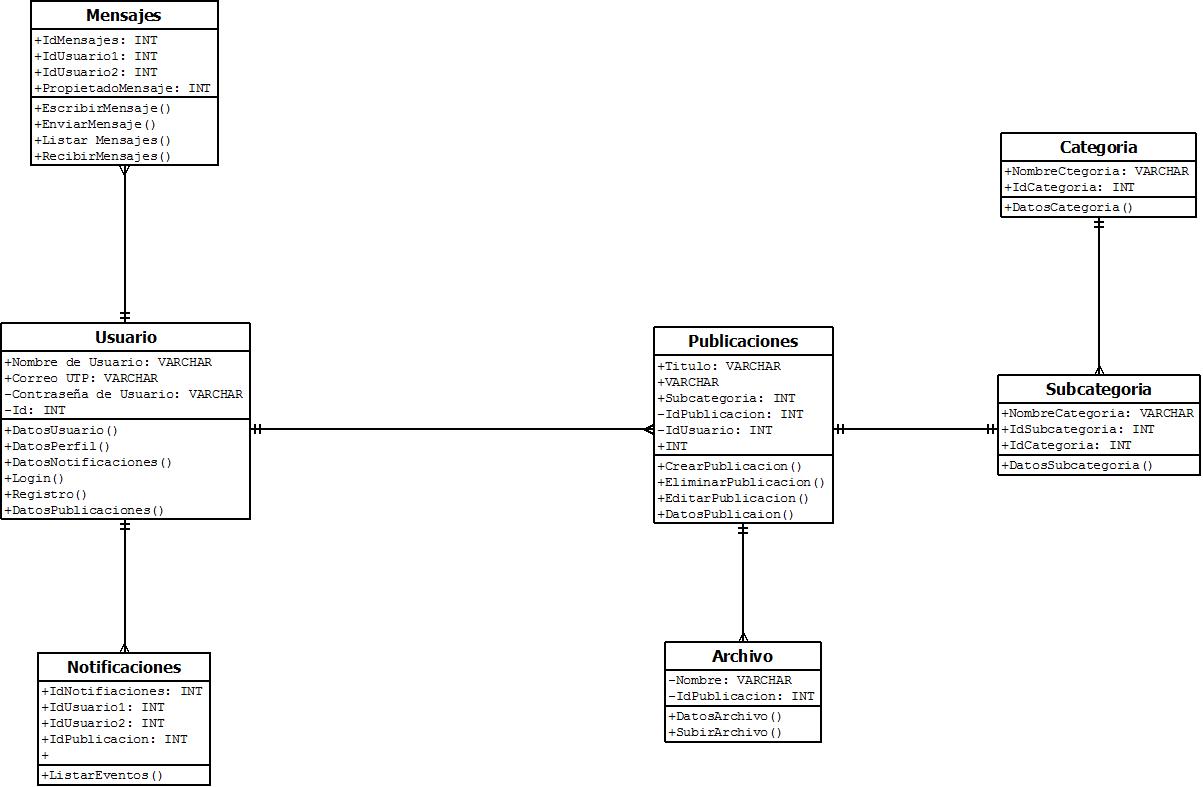 Mensajes
+IdMensajes: INT
+IdUsuario1: INT
+IdUsuario2: INT
+PropietadoMensaje: INT
+EscribirMensaje()
+EnviarMensaje()
+Listar Mensajes()
+RecibirMensajes()
Categoria
+NombreCtegoria: VARCHAR
+IdCategoria: INT
+DatosCategoria()
Usuario
+Nombre de Usuario: VARCHAR
+Correo UTP: VARCHAR
-Contraseña de Usuario: VARCHAR
-Id: INT
+DatosUsuario()
+DatosPerfil()
+DatosNotificaciones()
+Login()
+Registro()
+DatosPublicaciones()
Publicaciones
+Titulo: VARCHAR
+VARCHAR
+Subcategoria: INT
-IdPublicacion: INT
-IdUsuario: INT
+INT
+CrearPublicacion()
+EliminarPublicacion()
+EditarPublicacion()
+DatosPublicaion()
Subcategoria
+NombreCategoria: VARCHAR
+IdSubcategoria: INT
+IdCategoria: INT
+DatosSubcategoria()
Notificaciones
+IdNotifiaciones: INT
+IdUsuario1: INT
+IdUsuario2: INT
+IdPublicacion: INT
+
+ListarEventos()
Archivo
-Nombre: VARCHAR
-IdPublicacion: INT
+DatosArchivo()
+SubirArchivo()